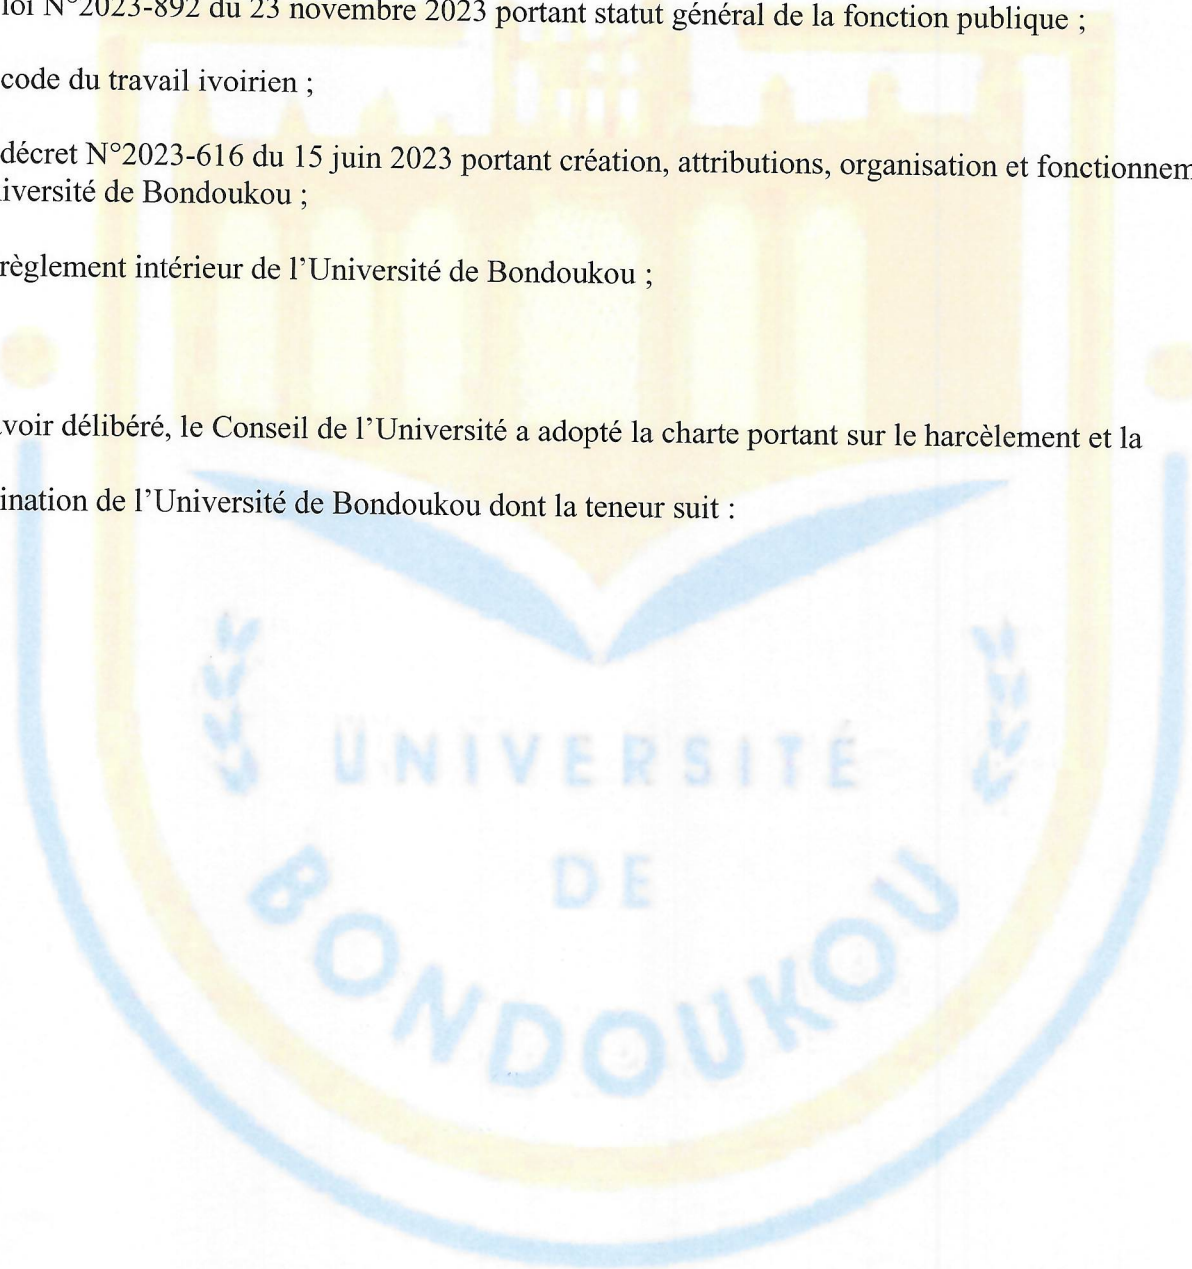 loi N°2023-892 du 23 novembre 2023 portant statut général de la fonction publique ;
code du travail ivoirien ;
décret N°2023-616 du 15 juin 2023 portant création, attributions, organisation et fonctionnem
iversité de Bondoukou ;
règlement intérieur de l’Université de Bondoukou ;
voir délibéré, le Conseil de l’Université a adopté la charte portant sur le harcèlement et la
ination de l’Université de Bondoukou dont la teneur suit :
UNIVERSITÉ
DE
BONDOUKOU